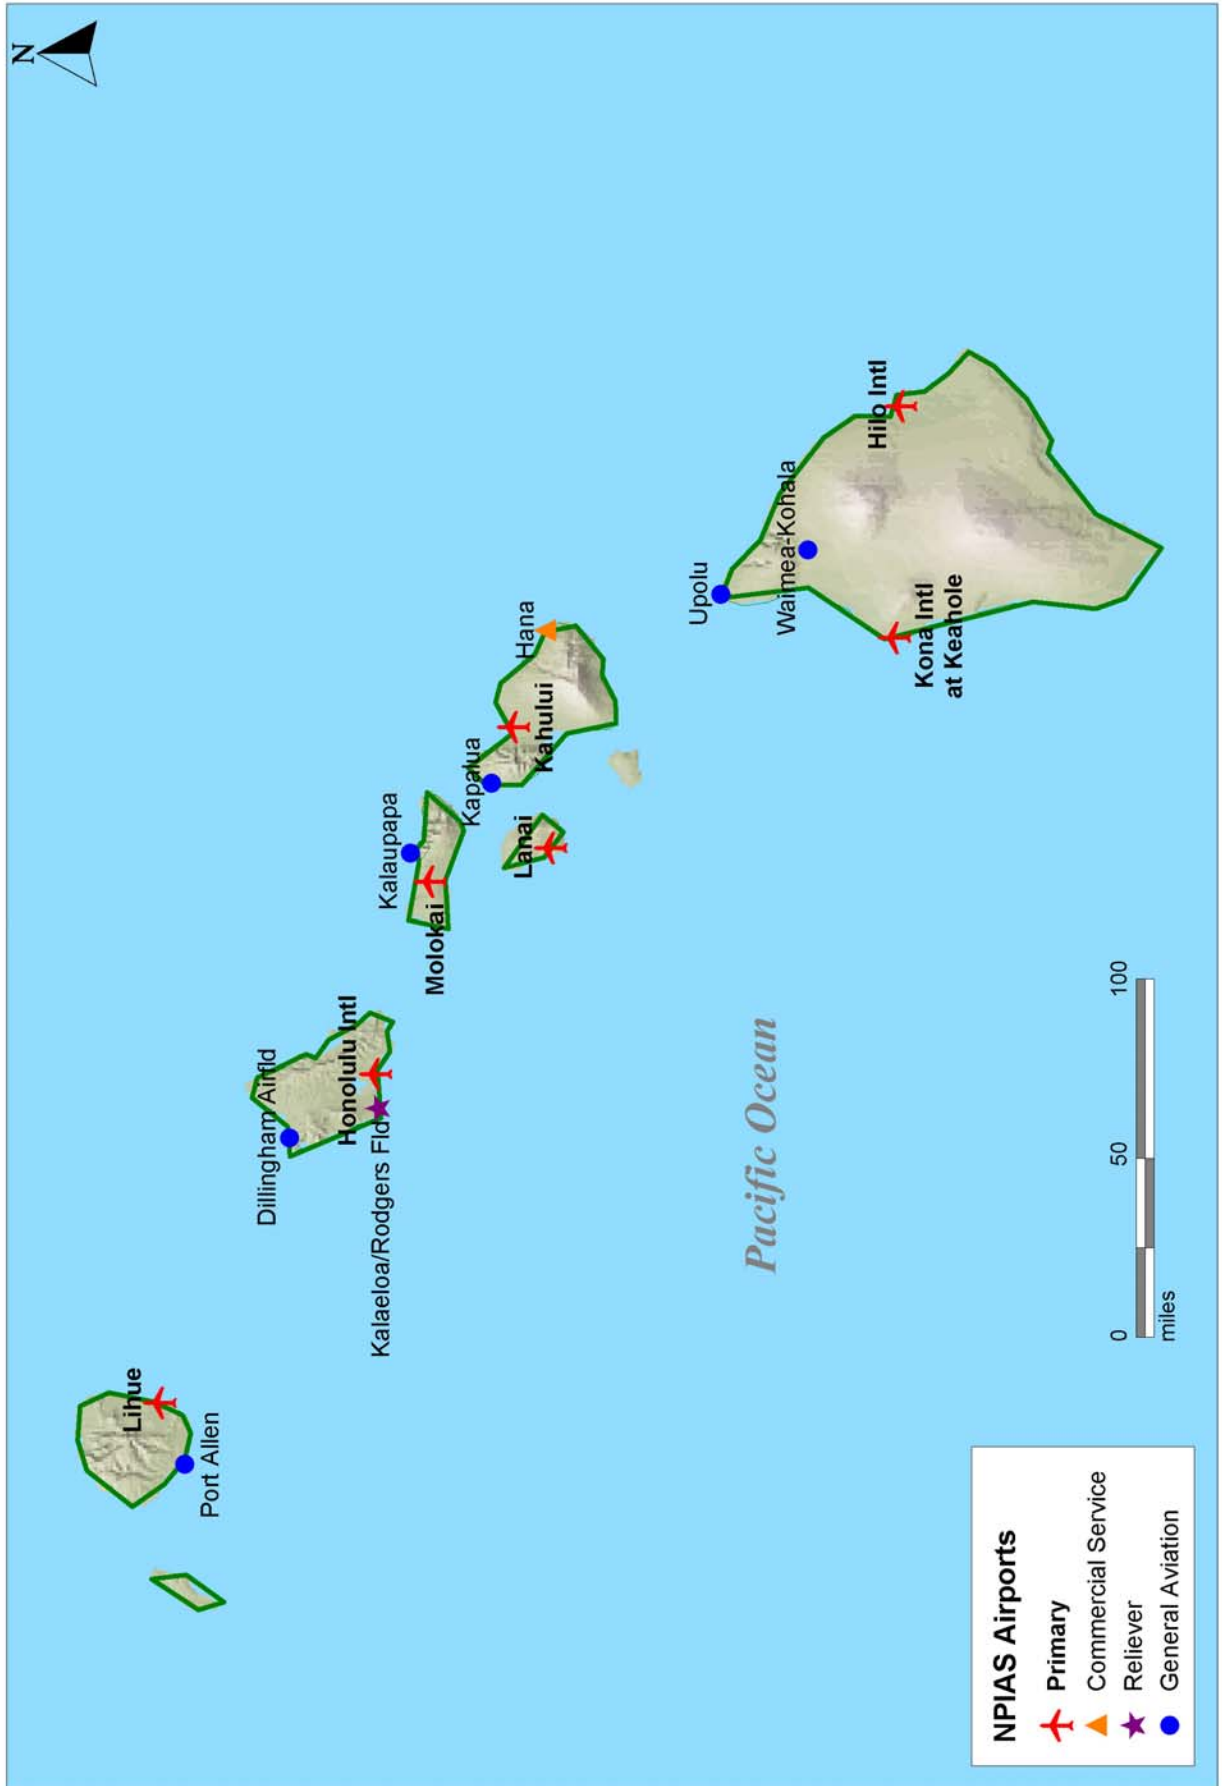 N
Lihue
Port Allen
Dillingham Airfld
Honolulu Intl
Kalaeloa/Rodgers Fld
Kalaupapa
Molokai
Kapalua
Lanai
Hana
Kahului
Upolu
Waimea-Kohala
Hilo Intl
Kona Intl
at Keahole
Pacific Ocean
NPIAS Airports
Primary
Commercial Service
Reliever
General Aviation
0 50 100
miles